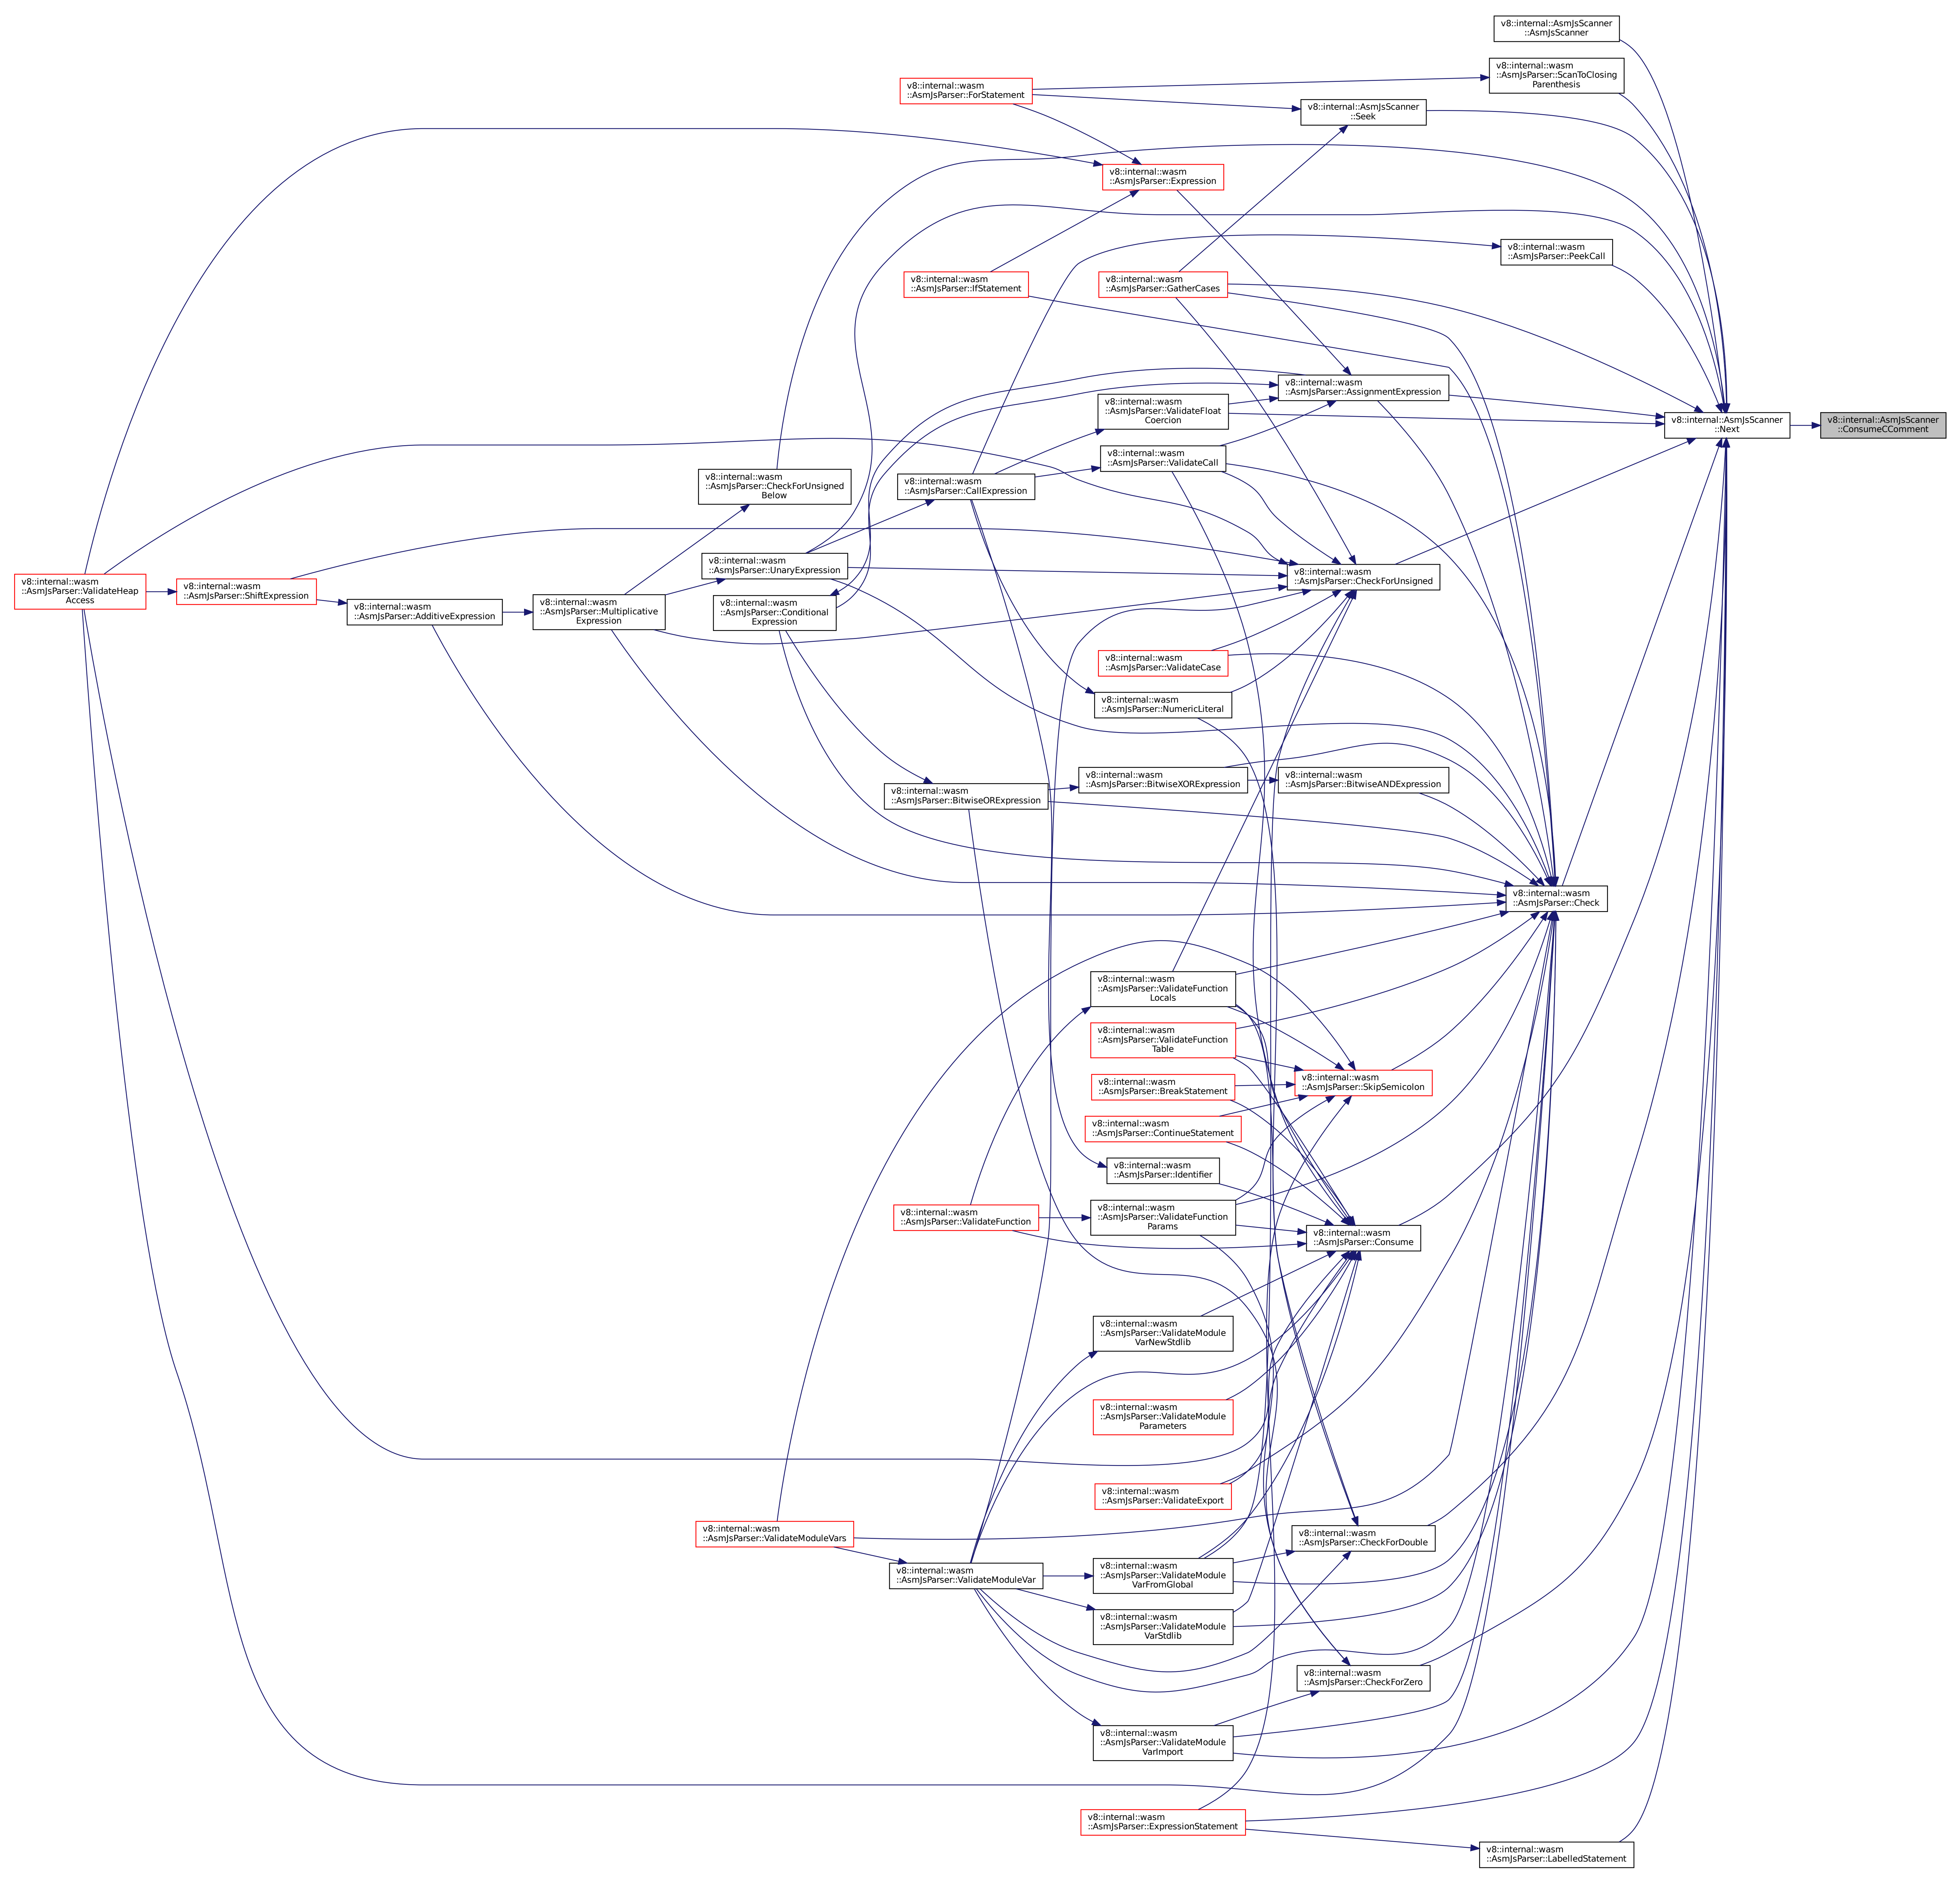 v8::internal::AsmJsScanner
::AsmJsScanner
v8::internal::wasm
::AsmJsParser::ScanToClosing
Parenthesis
v8::internal::wasm
::AsmJsParser::ForStatement
v8::internal::AsmJsScanner
::Seek
v8::internal::wasm
::AsmJsParser::Expression
v8::internal::wasm
::AsmJsParser::PeekCall
v8::internal::wasm
::AsmJsParser::IfStatement
v8::internal::wasm
::AsmJsParser::GatherCases
v8::internal::wasm
::AsmJsParser::AssignmentExpression
v8::internal::wasm
::AsmJsParser::ValidateFloat
Coercion
v8::internal::AsmJsScanner
::Next
v8::internal::AsmJsScanner
::ConsumeCComment
v8::internal::wasm
::AsmJsParser::ValidateCall
v8::internal::wasm
::AsmJsParser::CheckForUnsigned
Below
v8::internal::wasm
::AsmJsParser::CallExpression
v8::internal::wasm
::AsmJsParser::UnaryExpression
v8::internal::wasm
::AsmJsParser::CheckForUnsigned
v8::internal::wasm
::AsmJsParser::ValidateHeap
Access
v8::internal::wasm
::AsmJsParser::ShiftExpression
v8::internal::wasm
::AsmJsParser::AdditiveExpression
v8::internal::wasm
::AsmJsParser::Multiplicative
Expression
v8::internal::wasm
::AsmJsParser::Conditional
Expression
v8::internal::wasm
::AsmJsParser::ValidateCase
v8::internal::wasm
::AsmJsParser::NumericLiteral
v8::internal::wasm
::AsmJsParser::BitwiseORExpression
v8::internal::wasm
::AsmJsParser::BitwiseXORExpression
v8::internal::wasm
::AsmJsParser::BitwiseANDExpression
v8::internal::wasm
::AsmJsParser::Check
v8::internal::wasm
::AsmJsParser::ValidateFunction
Locals
v8::internal::wasm
::AsmJsParser::ValidateFunction
Table
v8::internal::wasm
::AsmJsParser::SkipSemicolon
v8::internal::wasm
::AsmJsParser::BreakStatement
v8::internal::wasm
::AsmJsParser::ContinueStatement
v8::internal::wasm
::AsmJsParser::Identifier
v8::internal::wasm
::AsmJsParser::ValidateFunction
v8::internal::wasm
::AsmJsParser::ValidateFunction
Params
v8::internal::wasm
::AsmJsParser::Consume
v8::internal::wasm
::AsmJsParser::ValidateModule
VarNewStdlib
v8::internal::wasm
::AsmJsParser::ValidateModule
Parameters
v8::internal::wasm
::AsmJsParser::ValidateExport
v8::internal::wasm
::AsmJsParser::ValidateModuleVars
v8::internal::wasm
::AsmJsParser::CheckForDouble
v8::internal::wasm
::AsmJsParser::ValidateModuleVar
v8::internal::wasm
::AsmJsParser::ValidateModule
VarFromGlobal
v8::internal::wasm
::AsmJsParser::ValidateModule
VarStdlib
v8::internal::wasm
::AsmJsParser::CheckForZero
v8::internal::wasm
::AsmJsParser::ValidateModule
VarImport
v8::internal::wasm
::AsmJsParser::ExpressionStatement
v8::internal::wasm
::AsmJsParser::LabelledStatement